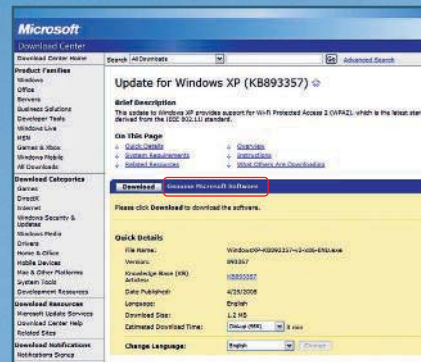 Microsoft
Download Center
Download Center Home
Search All Downloads Go Advanced Search
Product Families
Windows
Office
Servers
Business Solutions
Developer Tools
Windows Live
MSN
Games & Xbox
Windows Mobile
All Downloads
Download Categories
Games
DirectX
Internet
Windows Security & Updates
Windows Media
Drivers
Home & Office
Mobile Devices
Mac & Other Platforms
System Tools
Development Resources
Download Resources
Microsoft Update Services
Download Center Help
Related Sites
Download Notifications
Notifications Signup
Update for Windows XP (KB893357)
Brief Description
This update to Windows XP provides support for Wi-Fi Protected Access 2 (WPA2), which is the latest
derived from the IEEE 802.11i standard.
On This Page
Quick Details
Overview
System Requirements
Instructions
Related Resources
What Others Are Downloading
Download Genuine Microsoft Software
Please click Download to download the software.
Quick Details
File Name: WindowsXP-KB893357-v2-x86-ENU.exe
Version: 893357
Knowledge Base (KB) Articles: KB893357
Date Published:
Language: English
Download Size: 1.2 MB
Estimated Download Time: Dial-up (56K) 3 min
Change Language: English Change